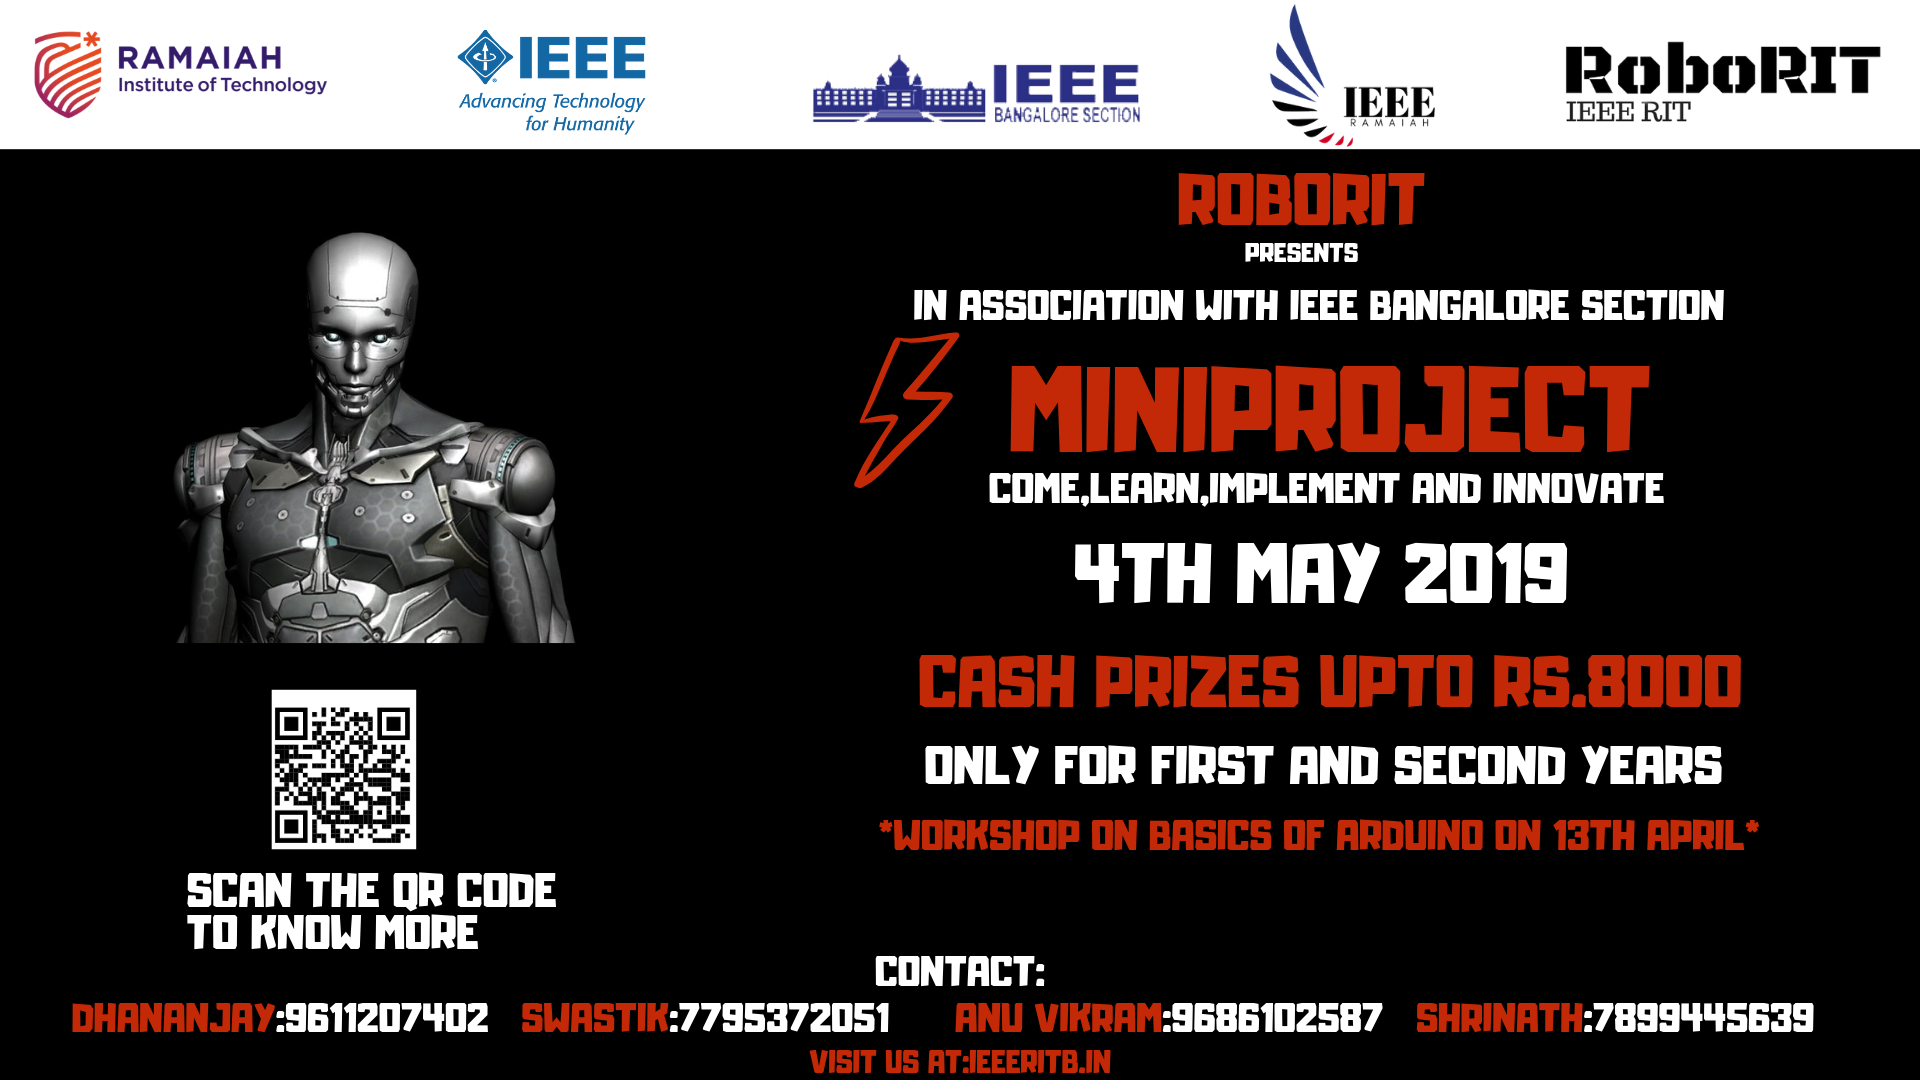 RAMAIAH
Institute of Technology
IEEE
Advancing Technology
for Humanity
IEEE
BANGALORE SECTION
IEEE
RAMAIAH
RoboRIT
IEEE RIT
ROBORIT
PRESENTS
IN ASSOCIATION WITH IEEE BANGALORE SECTION
MINIPROJECT
COME,LEARN,IMPLEMENT AND INNOVATE
4TH MAY 2019
CASH PRIZES UPTO RS.8000
ONLY FOR FIRST AND SECOND YEARS
*WORKSHOP ON BASICS OF ARDUINO ON 13TH APRIL*
SCAN THE QR CODE
TO KNOW MORE
CONTACT:
DHANANJAY:9611207402 SWASTIK:7795372051 ANU VIKRAM:9686102587 SHRINATH:7899445639
VISIT US AT:IEEERITB.IN